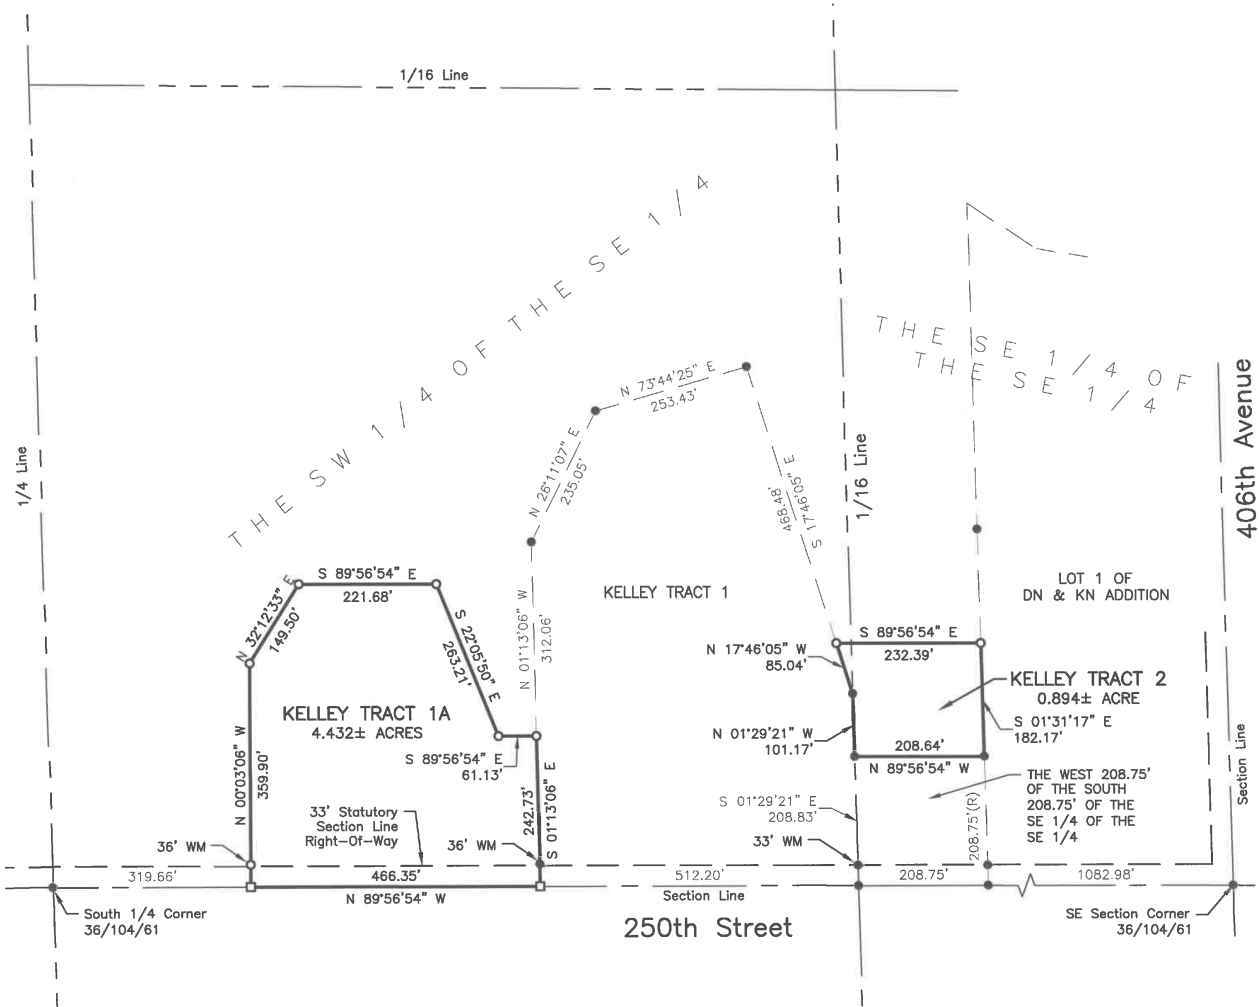 1/16 Line
THE SW 1/4 OF THE SE 1/4
THE SE 1/4 OF
THE SE 1/4
406th Avenue
1/4 Line
1/16 Line
N 73°44'25" E
253.43'
N 26°11'07" E
235.05'
468.48'
S 17°46'05" E
N 01°13'06" W
312.06'
KELLEY TRACT 1
LOT 1 OF
DN & KN ADDITION
S 89°56'54" E
221.68'
N 32°12'33" E
149.50'
S 22°05'50" E
263.21'
KELLEY TRACT 1A
4.432± ACRES
N 00°03'06" W
359.90'
S 89°56'54" E
61.13'
242.73'
S 01°13'06" E
N 17°46'05" W
85.04'
S 89°56'54" E
232.39'
KELLEY TRACT 2
0.894± ACRE
S 01°31'17" E
182.17'
N 01°29'21" W
101.17'
208.64'
N 89°56'54" W
S 01°29'21" E
208.83'
THE WEST 208.75'
OF THE SOUTH
208.75' OF THE
SE 1/4 OF THE
SE 1/4
208.75'(R)
Section Line
33' Statutory
Section Line
Right-Of-Way
36' WM
36' WM
33' WM
319.66'
466.35'
N 89°56'54" W
512.20'
Section Line
208.75'
1082.98'
South 1/4 Corner
36/104/61
250th Street
SE Section Corner
36/104/61